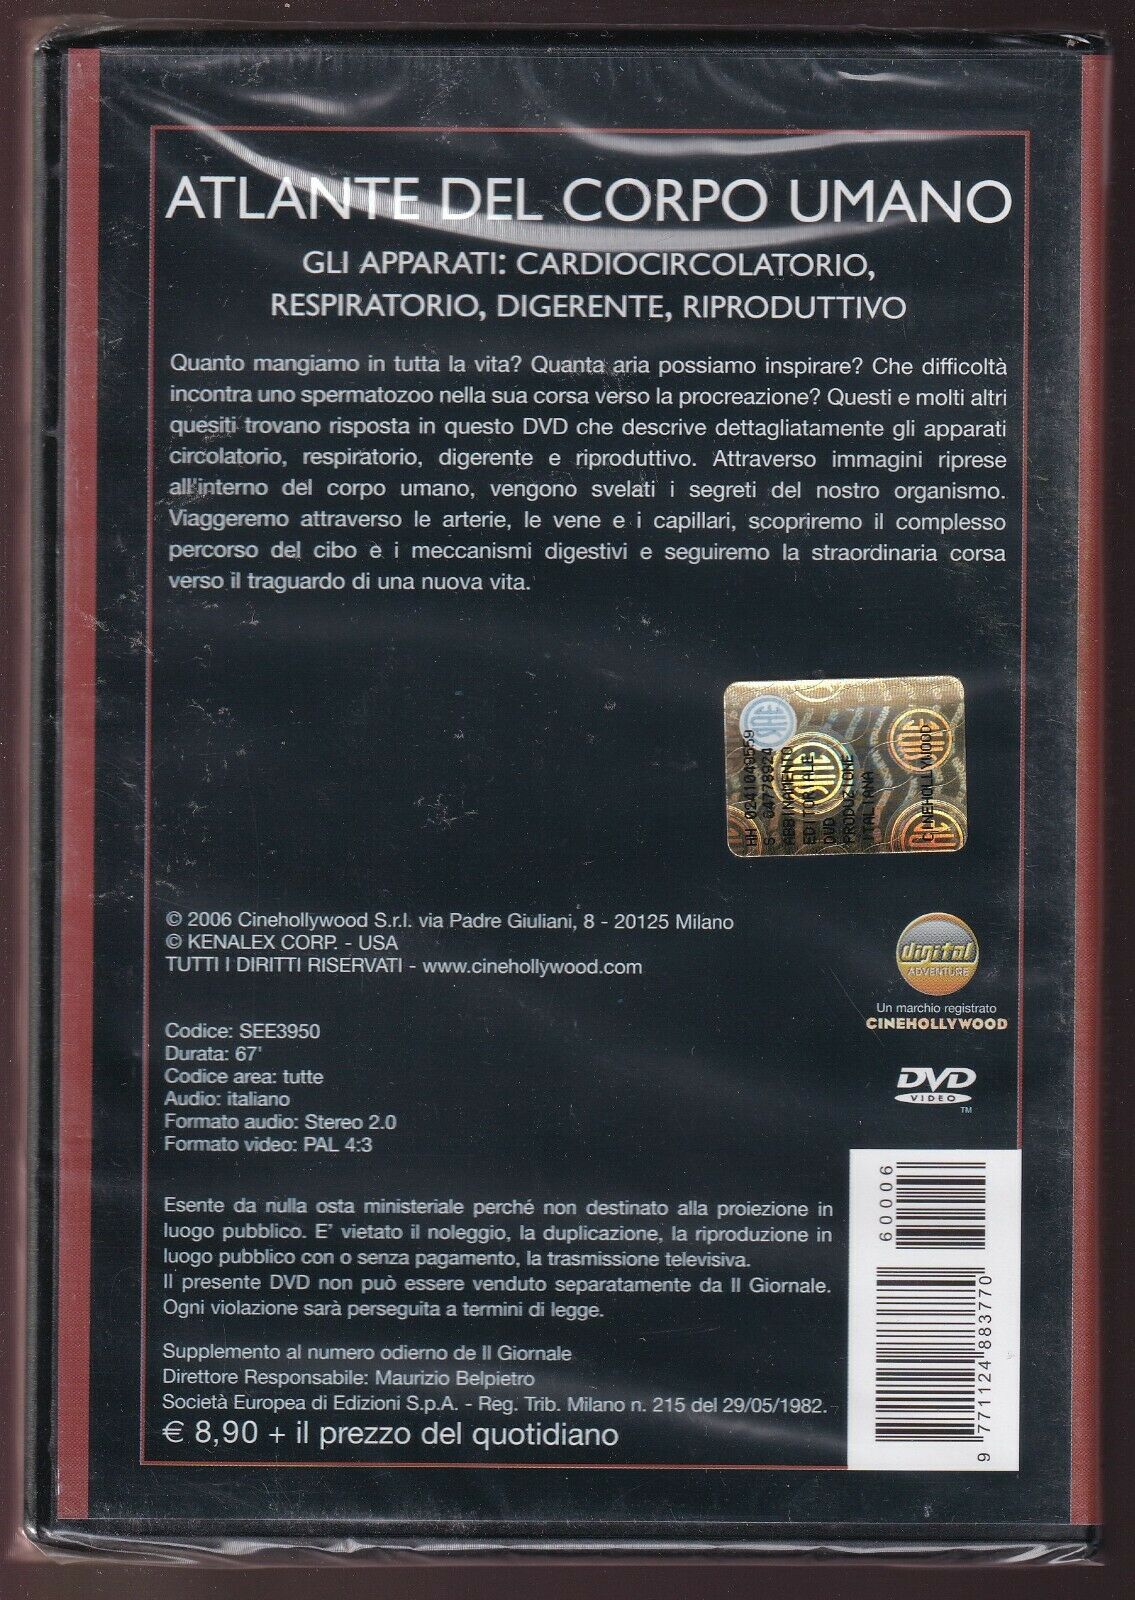 ATLANTE DEL CORPO UMANO
GLI APPARATI: CARDIOCIRCOLATORIO,
RESPIRATORIO, DIGERENTE, RIPRODUTTIVO
Quanto mangiamo in tutta la vita? Quanta aria possiamo inspirare? Che difficoltà
incontra uno spermatozoo nella sua corsa verso la procreazione? Questi e molti altri
quesiti trovano risposta in questo DVD che descrive dettagliatamente gli apparati
circolatorio, respiratorio, digerente e riproduttivo. Attraverso immagini riprese
all'interno del corpo umano, vengono svelati i segreti del nostro organismo.
Viaggeremo attraverso le arterie, le vene e i capillari, scopriremo il complesso
percorso del cibo e i meccanismi digestivi e seguiremo la straordinaria corsa
verso il traguardo di una nuova vita.
HH 0241049559
S 04778924
ABBINAMENTO
EDITORIALE
DVD
PRODUZIONE
ITALIANA
CINEHOLLYWOOD
© 2006 Cinehollywood S.r.l. via Padre Giuliani, 8 - 20125 Milano
© KENALEX CORP. - USA
TUTTI I DIRITTI RISERVATI - www.cinehollywood.com
digital
ADVENTURE
Un marchio registrato
CINEHOLLYWOOD
Codice: SEE3950
Durata: 67'
Codice area: tutte
Audio: italiano
Formato audio: Stereo 2.0
Formato video: PAL 4:3
DVD
VIDEO
TM
Esente da nulla osta ministeriale perché non destinato alla proiezione in
luogo pubblico. E' vietato il noleggio, la duplicazione, la riproduzione in
luogo pubblico con o senza pagamento, la trasmissione televisiva.
Il presente DVD non può essere venduto separatamente da Il Giornale.
Ogni violazione sarà perseguita a termini di legge.
Supplemento al numero odierno de Il Giornale
Direttore Responsabile: Maurizio Belpietro
Società Europea di Edizioni S.p.A. - Reg. Trib. Milano n. 215 del 29/05/1982.
€ 8,90 + il prezzo del quotidiano
60006
9 771124 883770